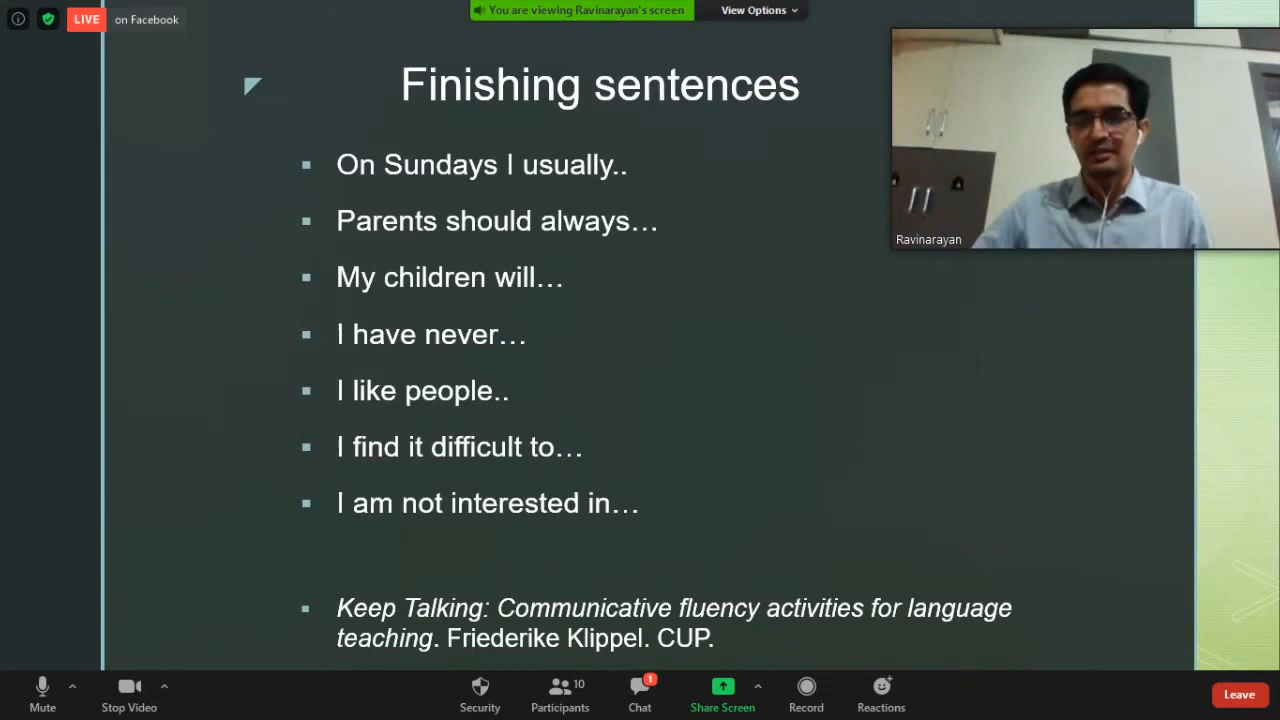 LIVE on Facebook
You are viewing Ravinarayan's screen
View Options
Finishing sentences
On Sundays I usually..
Parents should always…
My children will…
I have never…
I like people..
I find it difficult to…
I am not interested in…
Keep Talking: Communicative fluency activities for language
teaching. Friederike Klippel. CUP.
Ravinarayan
Mute
Stop Video
Security
Participants 10
Chat 1
Share Screen
Record
Reactions
Leave